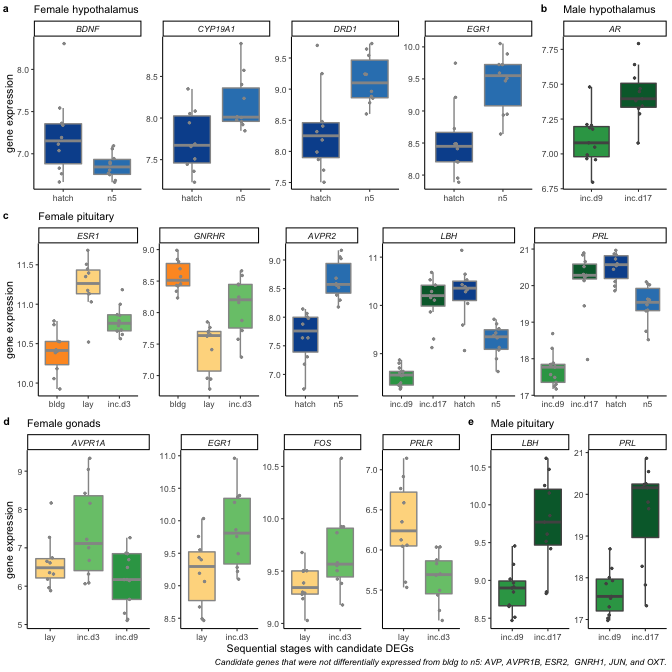 a Female hypothalamus
b Male hypothalamus
BDNF
CYP19A1
DRD1
EGR1
AR
gene expression
8.0
7.0
8.5
8.0
7.5
9.5
9.0
8.5
8.0
7.5
10.0
9.5
9.0
8.5
8.0
7.75
7.50
7.25
7.00
6.75
hatch n5
hatch n5
hatch n5
hatch n5
inc.d9 inc.d17
c Female pituitary
ESR1
GNRHR
AVPR2
LBH
PRL
gene expression
11.5
11.0
10.5
10.0
9.0
8.5
8.0
7.5
7.0
9.0
8.5
8.0
7.5
7.0
11
10
9
21
20
19
18
17
bldg lay inc.d3
bldg lay inc.d3
hatch n5
inc.d9 inc.d17 hatch n5
inc.d9 inc.d17 hatch n5
d Female gonads
e Male pituitary
AVPR1A
EGR1
FOS
PRLR
LBH
PRL
gene expression
9
8
7
6
5
11.0
10.5
10.0
9.5
9.0
8.5
10.5
10.0
9.5
9.0
7.0
6.5
6.0
5.5
10.5
10.0
9.5
9.0
8.5
21
20
19
18
17
lay inc.d3 inc.d9
lay inc.d3
lay inc.d3
lay inc.d3
inc.d9 inc.d17
inc.d9 inc.d17
Sequential stages with candidate DEGs
Candidate genes that were not differentially expressed from bldg to n5: AVP, AVPR1B, ESR2, GNRH1, JUN, and OXT.